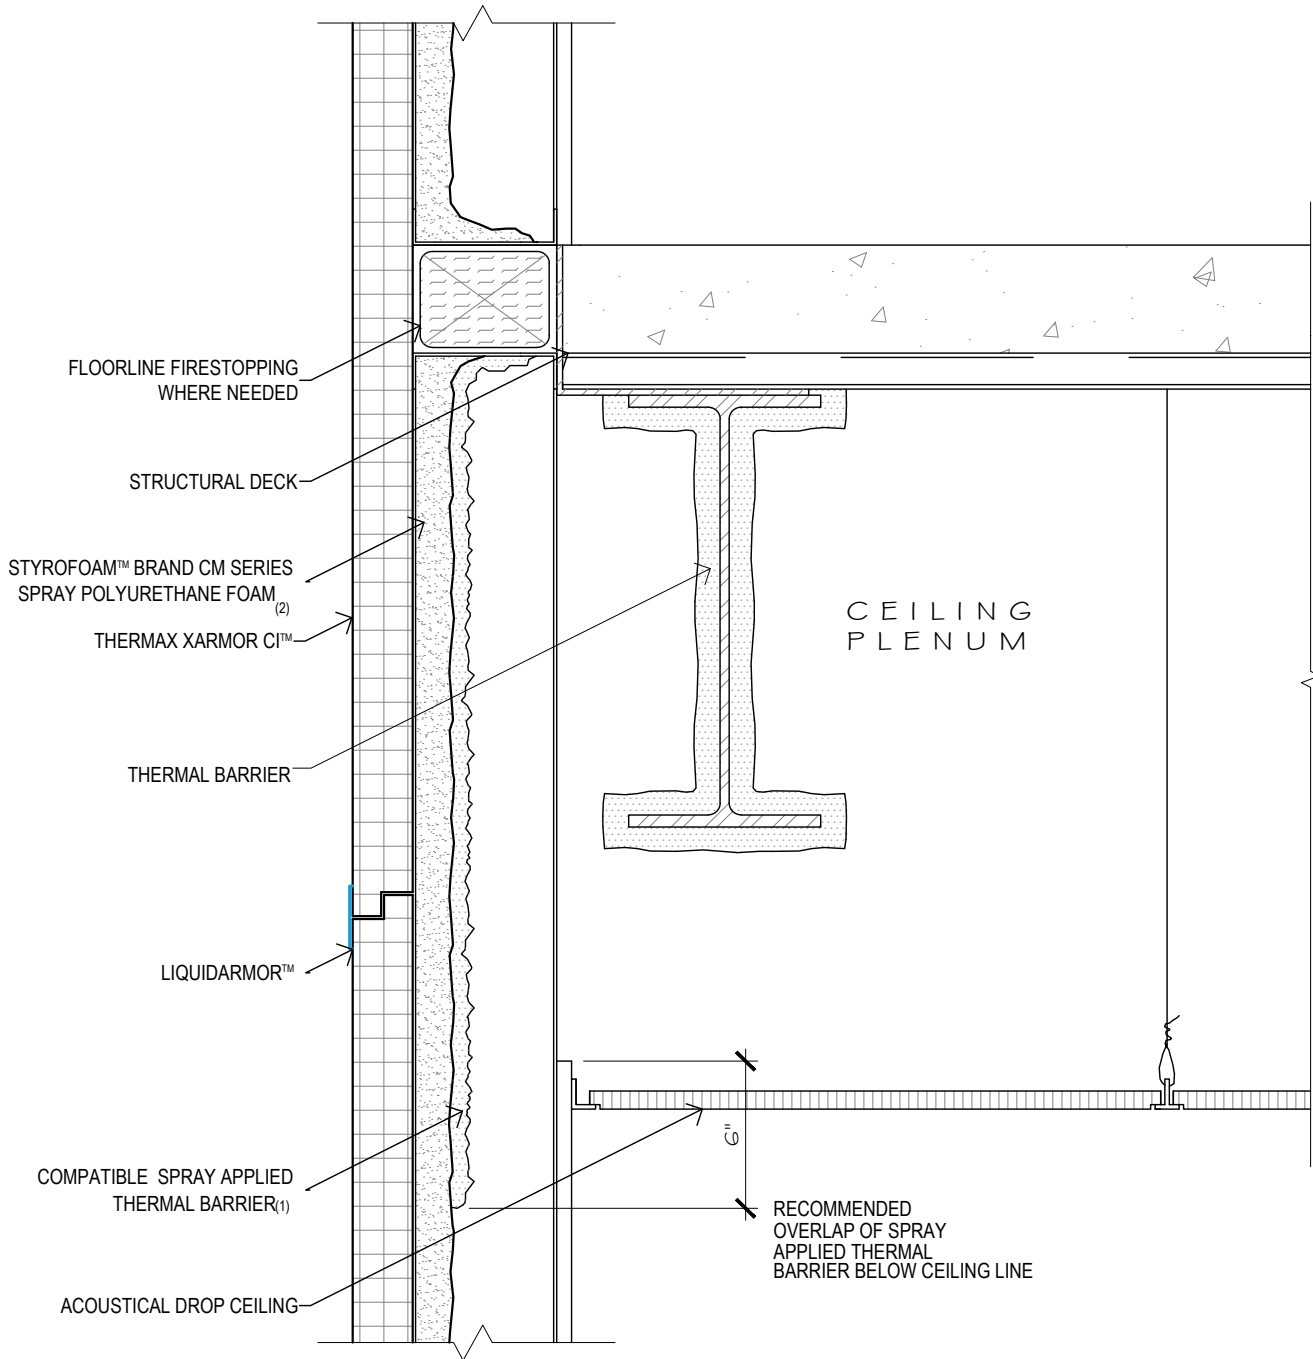 FLOORLINE FIRESTOPPING
WHERE NEEDED
STRUCTURAL DECK
STYROFOAM™ BRAND CM SERIES
SPRAY POLYURETHANE FOAM(2)
THERMAX XARMOR CI™
THERMAL BARRIER
LIQUIDARMOR™
COMPATIBLE SPRAY APPLIED
THERMAL BARRIER(1)
ACOUSTICAL DROP CEILING
CEILING
PLENUM
6"
RECOMMENDED
OVERLAP OF SPRAY
APPLIED THERMAL
BARRIER BELOW CEILING LINE